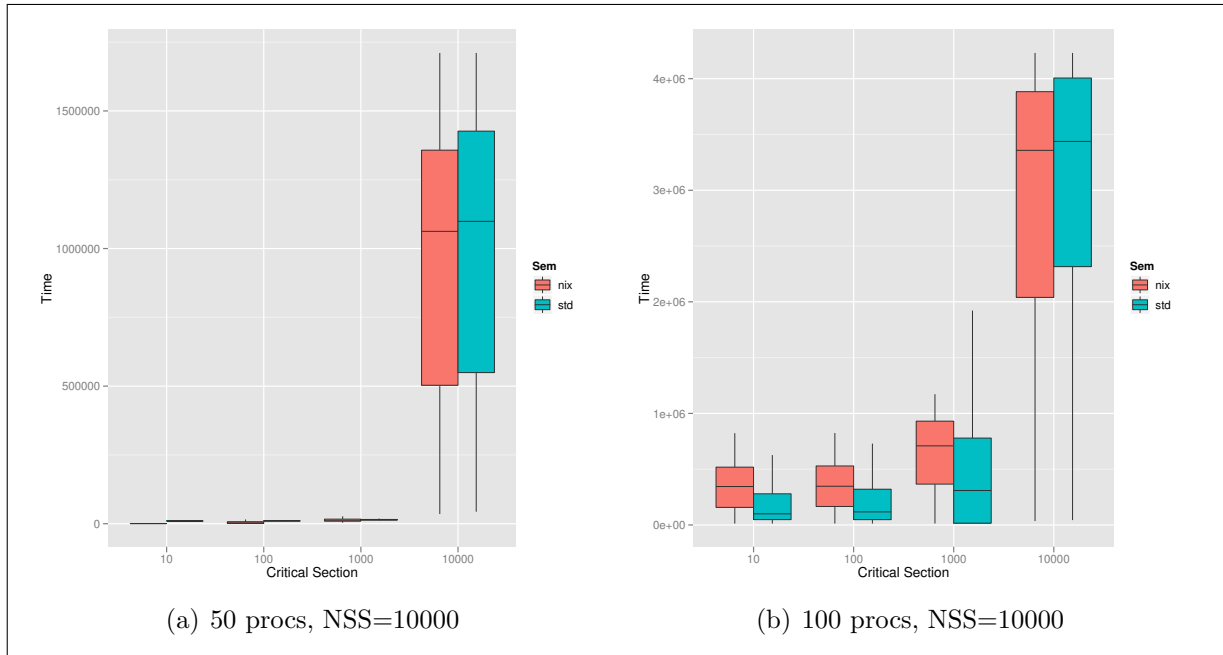 1500000
1000000
500000
0
Time
10 100 1000 10000
Critical Section
Sem
nix
std
(a) 50 procs, NSS=10000
4e+06
3e+06
2e+06
1e+06
0e+00
Time
10 100 1000 10000
Critical Section
Sem
nix
std
(b) 100 procs, NSS=10000